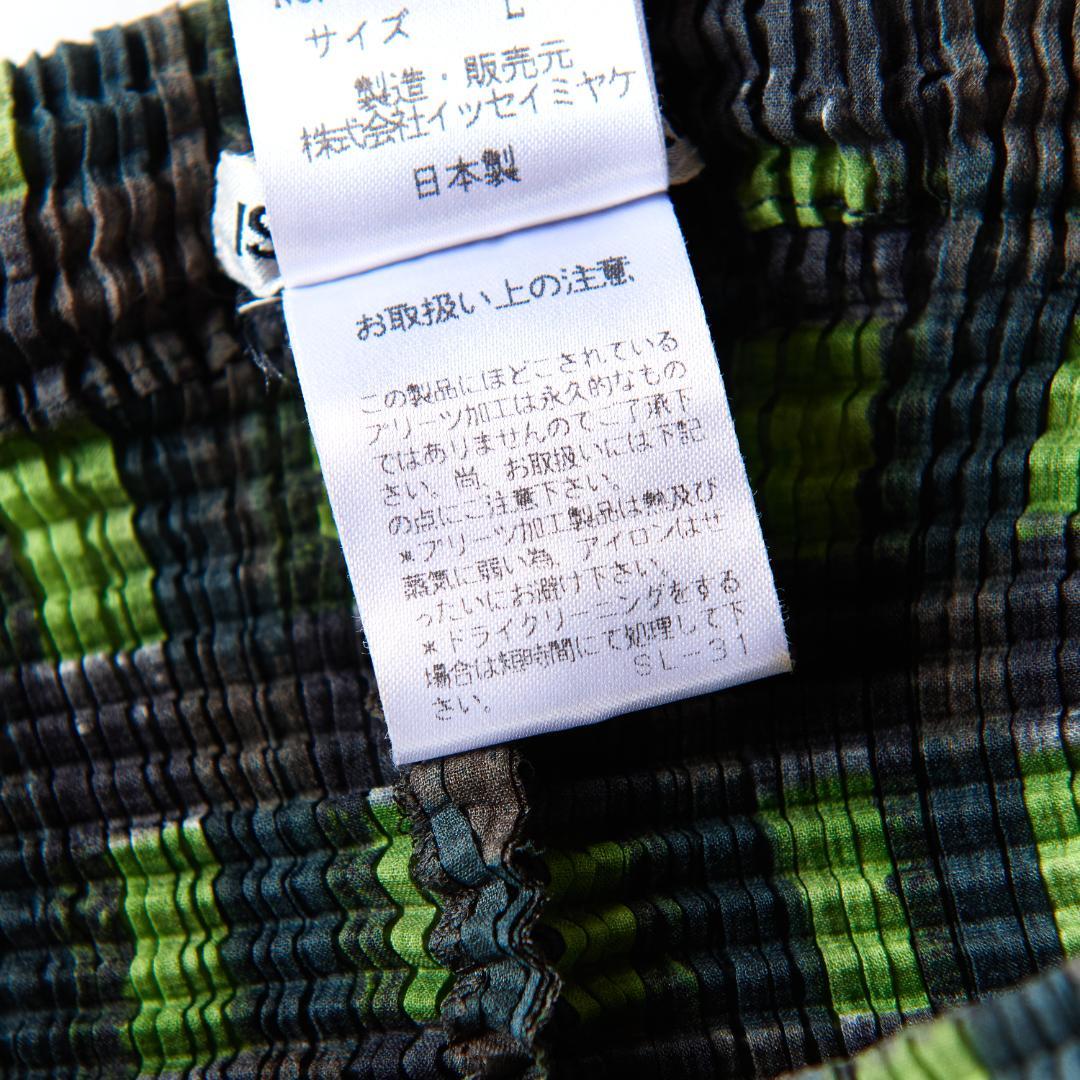 サイズ L
製造・販売元
株式会社イッセイミヤケ
日本製
IS
お取扱い上の注意
この製品にほどこされている
プリーツ加工は永久的なもの
ではありませんのでご了承下
さい。尚、お取扱いには下記
の点にご注意下さい。
*プリーツ加工製品は熱及び
蒸気に弱い為、アイロンはぜ
ったいにお避け下さい。
*ドライクリーニングをする
場合は短時間にて処理して下
さい。
SL-31